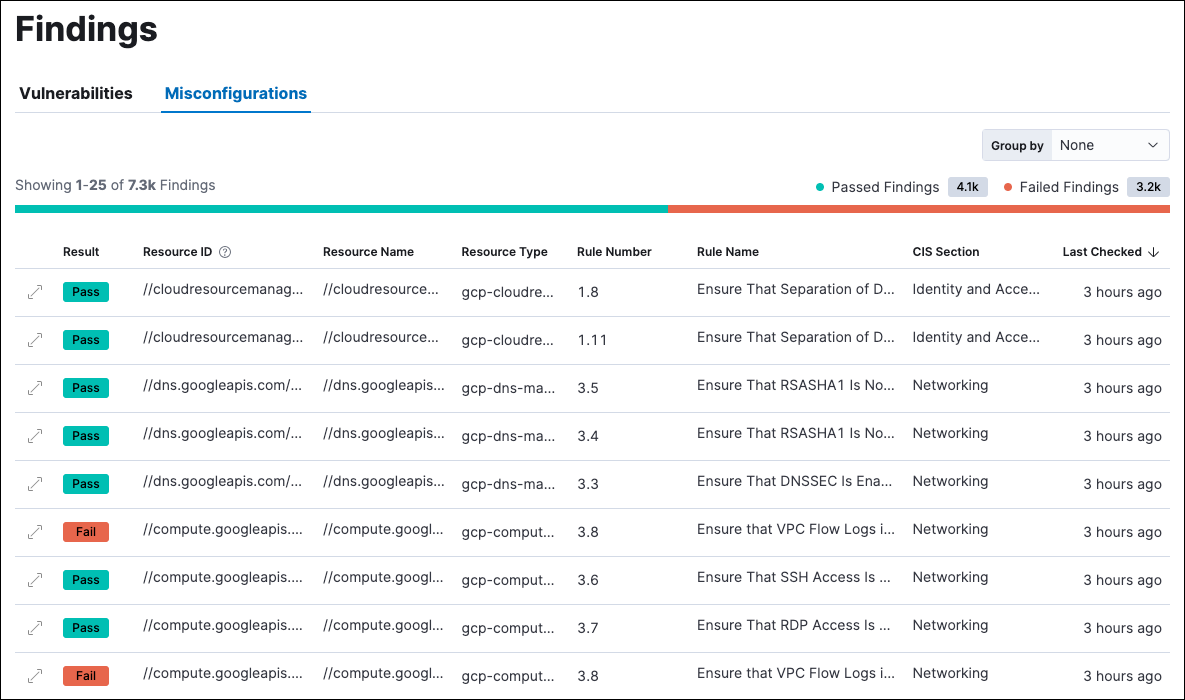 Findings
Vulnerabilities Misconfigurations
Group by None
Showing 1-25 of 7.3k Findings Passed Findings 4.1k Failed Findings 3.2k
Result Resource ID Resource Name Resource Type Rule Number Rule Name CIS Section Last Checked
Pass //cloudresourcemanag... //cloudresource... gcp-cloudre... 1.8 Ensure That Separation of D... Identity and Acce... 3 hours ago
Pass //cloudresourcemanag... //cloudresource... gcp-cloudre... 1.11 Ensure That Separation of D... Identity and Acce... 3 hours ago
Pass //dns.googleapis.com/... //dns.googleapis... gcp-dns-ma... 3.5 Ensure That RSASHA1 Is No... Networking 3 hours ago
Pass //dns.googleapis.com/... //dns.googleapis... gcp-dns-ma... 3.4 Ensure That RSASHA1 Is No... Networking 3 hours ago
Pass //dns.googleapis.com/... //dns.googleapis... gcp-dns-ma... 3.3 Ensure That DNSSEC Is Ena... Networking 3 hours ago
Fail //compute.googleapis.... //compute.googl... gcp-comput... 3.8 Ensure that VPC Flow Logs i... Networking 3 hours ago
Pass //compute.googleapis.... //compute.googl... gcp-comput... 3.6 Ensure That SSH Access Is ... Networking 3 hours ago
Pass //compute.googleapis.... //compute.googl... gcp-comput... 3.7 Ensure That RDP Access Is ... Networking 3 hours ago
Fail //compute.googleapis.... //compute.googl... gcp-comput... 3.8 Ensure that VPC Flow Logs i... Networking 3 hours ago